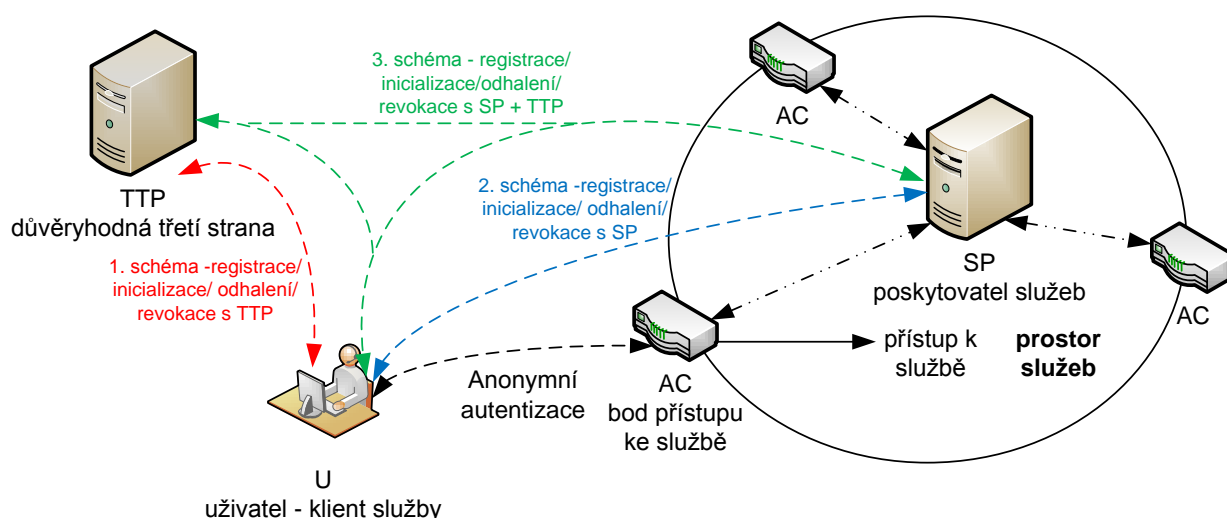 3. schéma - registrace/
inicializace/odhalení/
revokace s SP + TTP
AC
TTP
důvěryhodná třetí strana
2. schéma -registrace/
inicializace/ odhalení/
revokace s SP
1. schéma -registrace/
inicializace/ odhalení/
revokace s TTP
SP
poskytovatel služeb
AC
přístup k
službě
prostor
služeb
Anonymní
autentizace
AC
bod přístupu
ke službě
U
uživatel - klient služby